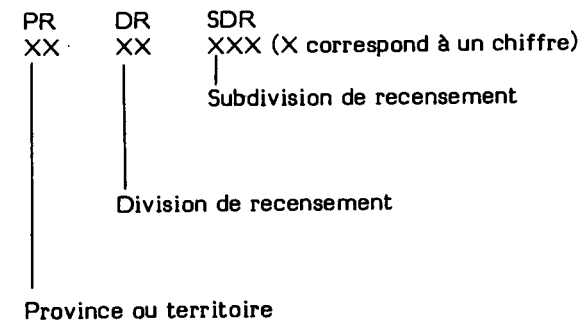 PR DR SDR
XX XX XXX (X correspond à un chiffre)
Subdivision de recensement
Division de recensement
Province ou territoire